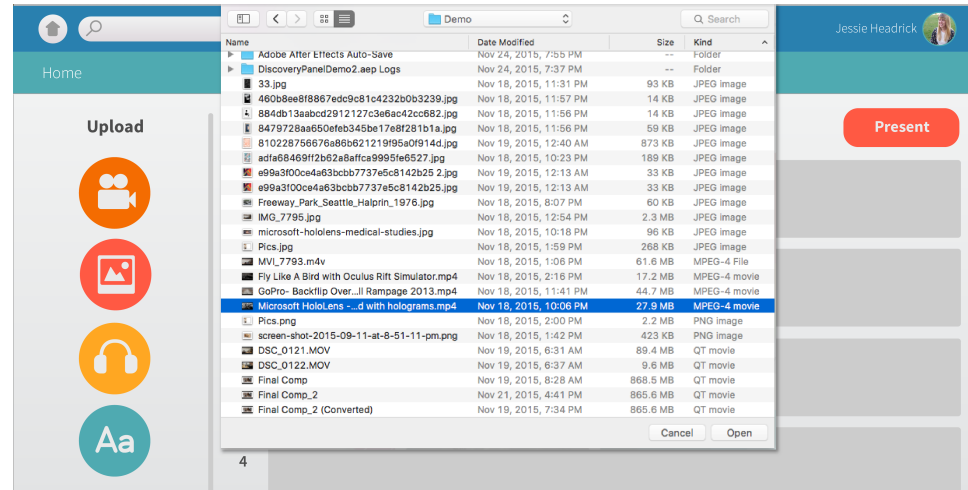 Demo
Search
Jessie Headrick
Home
Name Date Modified Size Kind
Adobe After Effects Auto-Save Nov 24, 2015, 7:55 PM -- Folder
DiscoveryPanelDemo2.aep Logs Nov 24, 2015, 7:37 PM -- Folder
33.jpg Nov 18, 2015, 11:31 PM 93 KB JPEG image
460b8ee8f8867edc9c81c4232b0b3239.jpg Nov 18, 2015, 11:57 PM 14 KB JPEG image
884db13aabcd2912127c3e6ac42cc682.jpg Nov 18, 2015, 11:56 PM 14 KB JPEG image
8479728aa650efeb345be17e8f281b1a.jpg Nov 18, 2015, 11:56 PM 59 KB JPEG image
810228756676a86b621219f95a0f914d.jpg Nov 19, 2015, 12:40 AM 873 KB JPEG image
adfa68469ff2b62a8affca9995fe6527.jpg Nov 18, 2015, 10:23 PM 189 KB JPEG image
e99a3f00ce4a63bcbb7737e5c8142b25 2.jpg Nov 19, 2015, 12:13 AM 33 KB JPEG image
e99a3f00ce4a63bcbb7737e5c8142b25.jpg Nov 19, 2015, 12:13 AM 33 KB JPEG image
Freeway_Park_Seattle_Halprin_1976.jpg Nov 18, 2015, 8:07 PM 60 KB JPEG image
IMG_7795.jpg Nov 18, 2015, 12:54 PM 2.3 MB JPEG image
microsoft-hololens-medical-studies.jpg Nov 18, 2015, 10:18 PM 96 KB JPEG image
Pics.jpg Nov 18, 2015, 1:59 PM 268 KB JPEG image
MVI_7793.m4v Nov 18, 2015, 1:06 PM 61.6 MB MPEG-4 File
Fly Like A Bird with Oculus Rift Simulator.mp4 Nov 18, 2015, 2:16 PM 17.2 MB MPEG-4 movie
GoPro- Backflip Over...ll Rampage 2013.mp4 Nov 18, 2015, 11:41 PM 44.7 MB MPEG-4 movie
Microsoft HoloLens -...d with holograms.mp4 Nov 18, 2015, 10:06 PM 27.9 MB MPEG-4 movie
Pics.png Nov 18, 2015, 2:00 PM 2.2 MB PNG image
screen-shot-2015-09-11-at-8-51-11-pm.png Nov 18, 2015, 1:42 PM 423 KB PNG image
DSC_0121.MOV Nov 19, 2015, 6:31 AM 89.4 MB QT movie
DSC_0122.MOV Nov 19, 2015, 6:37 AM 9.6 MB QT movie
Final Comp Nov 19, 2015, 8:28 AM 868.5 MB QT movie
Final Comp_2 Nov 21, 2015, 4:41 PM 865.6 MB QT movie
Final Comp_2 (Converted) Nov 19, 2015, 7:34 PM 865.6 MB QT movie
Cancel Open
Upload
Present
Aa
4